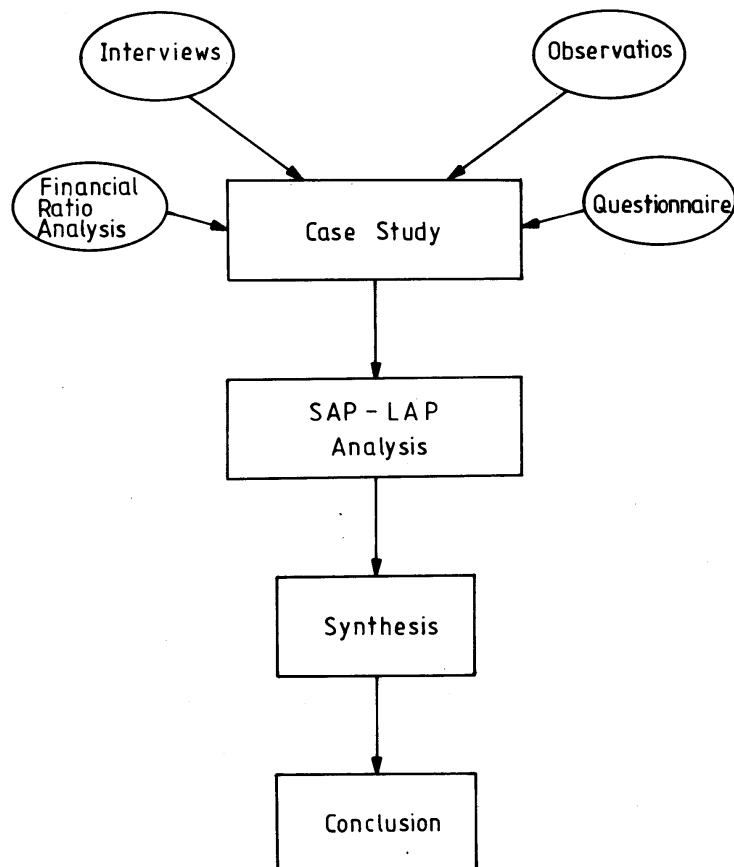 Interviews
Observatios
Financial
Ratio
Analysis
Case Study
Questionnaire
SAP-LAP
Analysis
Synthesis
Conclusion